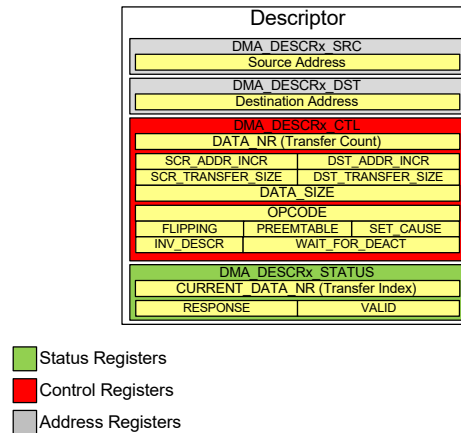 Descriptor
DMA_DESCRx_SRC
Source Address
DMA_DESCRx_DST
Destination Address
DMA_DESCRx_CTL
DATA_NR (Transfer Count)
SCR_ADDR_INCR DST_ADDR_INCR
SCR_TRANSFER_SIZE DST_TRANSFER_SIZE
DATA_SIZE
OPCODE
FLIPPING PREEMTABLE SET_CAUSE
INV_DESCR WAIT_FOR_DEACT
DMA_DESCRx_STATUS
CURRENT_DATA_NR (Transfer Index)
RESPONSE VALID
Status Registers
Control Registers
Address Registers